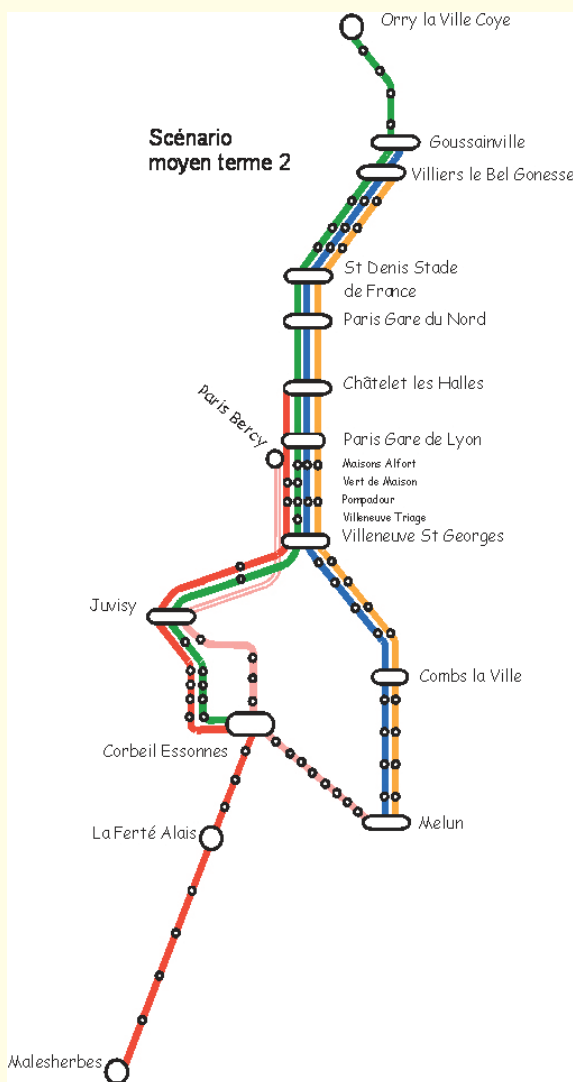 Orry la Ville Coye
Scénario
moyen terme 2
Goussainville
Villiers le Bel Gonesse
St Denis Stade
de France
Paris Gare du Nord
Châtelet les Halles
Paris Bercy
Paris Gare de Lyon
Maisons Alfort
Vert de Maison
Pompadour
Villeneuve Triage
Villeneuve St Georges
Juvisy
Combs la Ville
Corbeil Essonnes
La Ferté Alais
Melun
Malesherbes